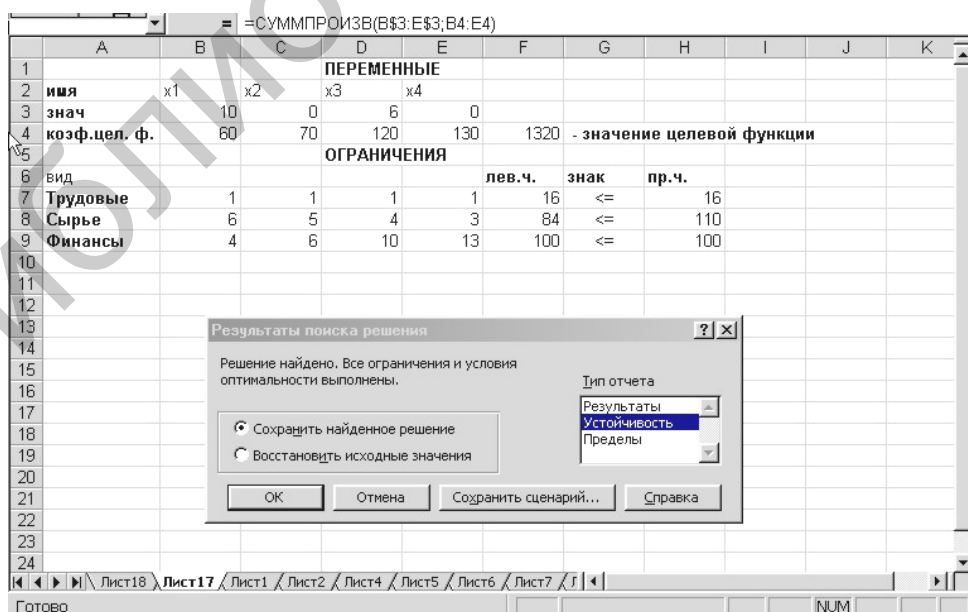 = =СУММПРОИЗВ(B$3:E$3;B4:E4)
A B C D E F G H I J K
1 ПЕРЕМЕННЫЕ
2 имя x1 x2 x3 x4
3 знач 10 0 6 0
4 коэф.цел. ф. 60 70 120 130 1320 - значение целевой функции
5 ОГРАНИЧЕНИЯ
6 вид лев.ч. знак пр.ч.
7 Трудовые 1 1 1 1 16 <= 16
8 Сырье 6 5 4 3 84 <= 110
9 Финансы 4 6 10 13 100 <= 100
10
11
12
13
14
15
16
17
18
19
20
21
22
23
24
Результаты поиска решения
Решение найдено. Все ограничения и условия
оптимальности выполнены.
Тип отчета
Результаты
Устойчивость
Пределы
Сохранить найденное решение
Восстановить исходные значения
OK Отмена Сохранить сценарий... Справка
Лист18 Лист17 Лист1 Лист2 Лист4 Лист5 Лист6 Лист7
Готово NUM